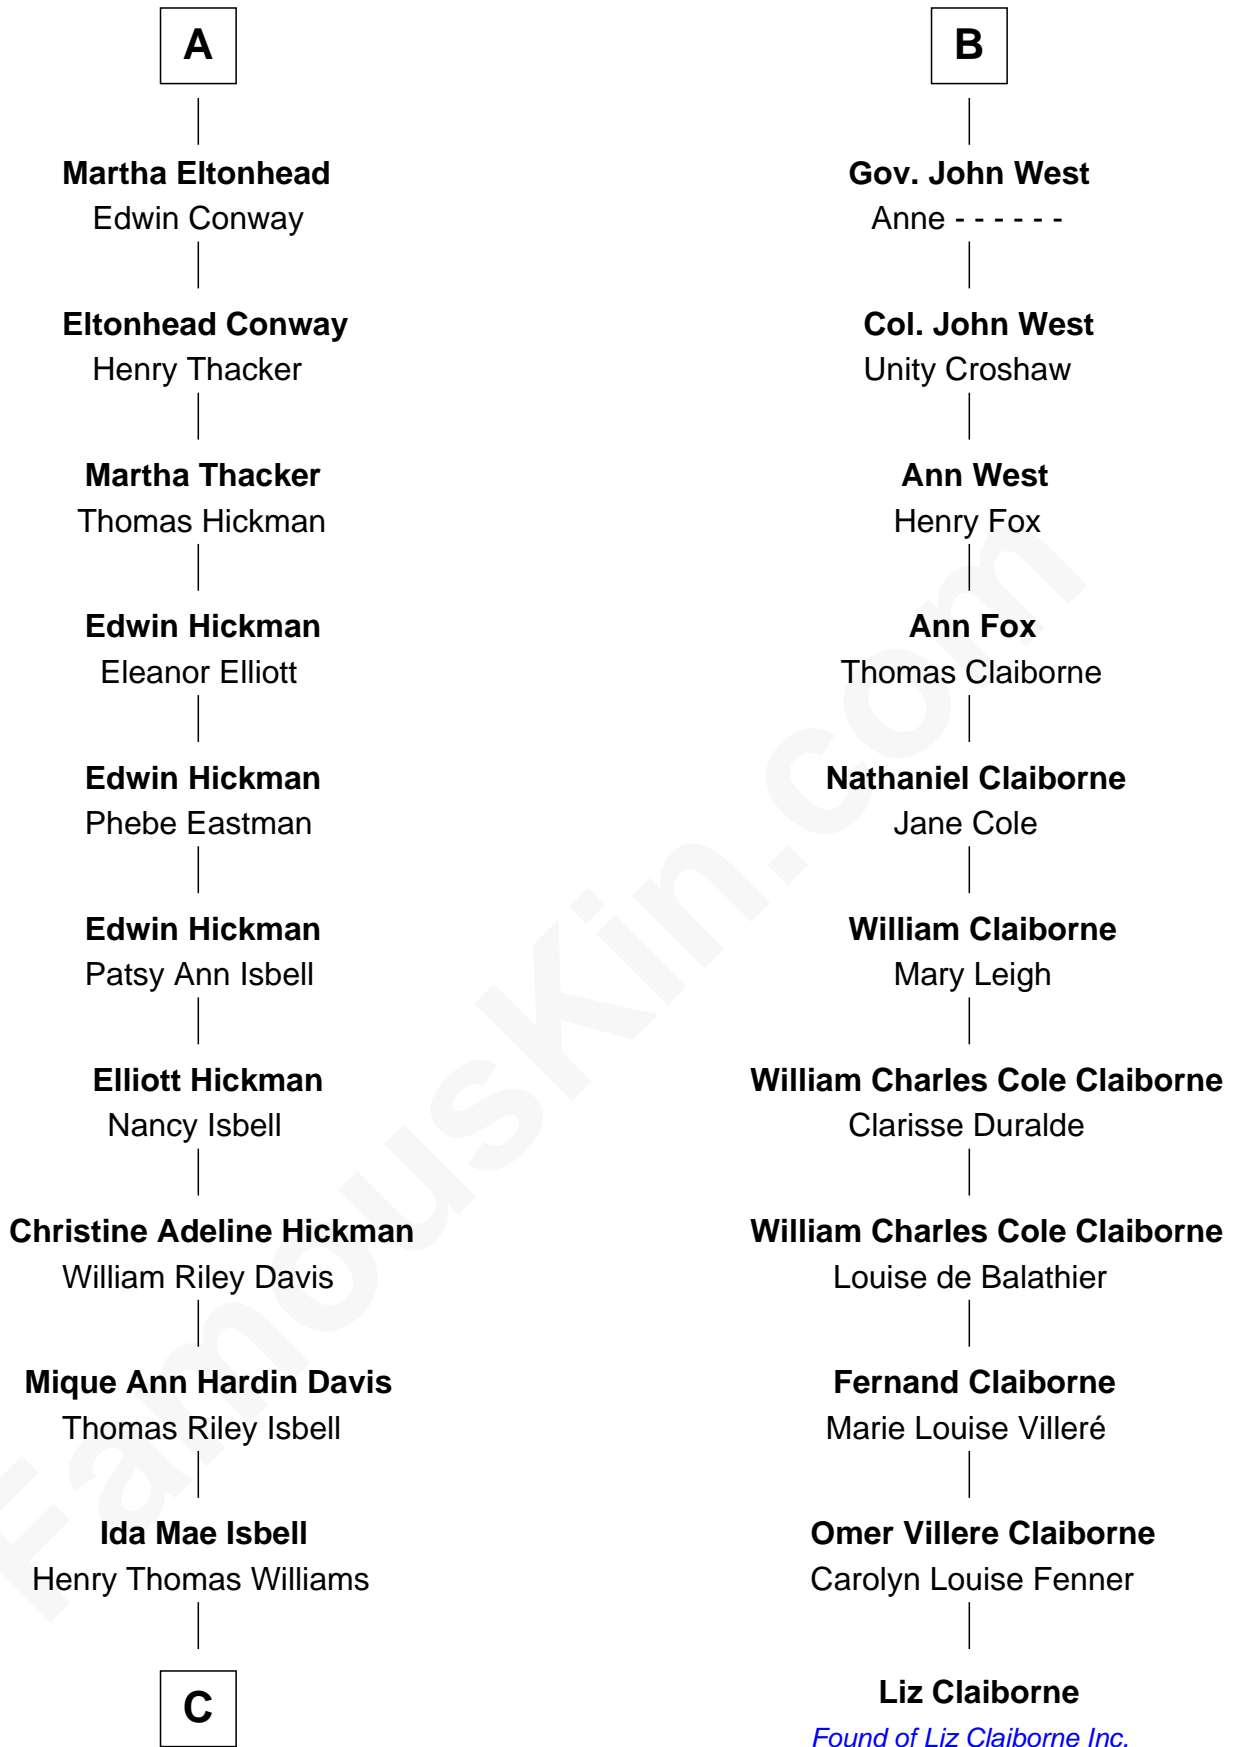 A
Martha Eltonhead
Edwin Conway
Eltonhead Conway
Henry Thacker
Martha Thacker
Thomas Hickman
Edwin Hickman
Eleanor Elliott
Edwin Hickman
Phebe Eastman
Edwin Hickman
Patsy Ann Isbell
Elliott Hickman
Nancy Isbell
Christine Adeline Hickman
William Riley Davis
Mique Ann Hardin Davis
Thomas Riley Isbell
Ida Mae Isbell
Henry Thomas Williams
C
B
Gov. John West
Anne - - - - - -
Col. John West
Unity Croshaw
Ann West
Henry Fox
Ann Fox
Thomas Claiborne
Nathaniel Claiborne
Jane Cole
William Claiborne
Mary Leigh
William Charles Cole Claiborne
Clarisse Duralde
William Charles Cole Claiborne
Louise de Balathier
Fernand Claiborne
Marie Louise Villeré
Omer Villere Claiborne
Carolyn Louise Fenner
Liz Claiborne
Found of Liz Claiborne Inc.
FamousKin.com